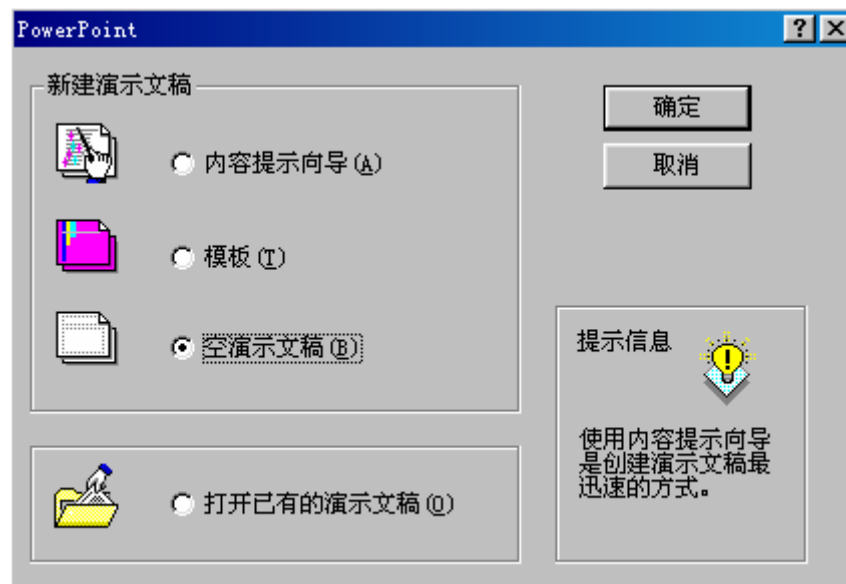 PowerPoint
新建演示文稿
内容提示向导(A)
模板(T)
空演示文稿(B)
打开已有的演示文稿(O)
确定
取消
提示信息
使用内容提示向导
是创建演示文稿最
迅速的方式。